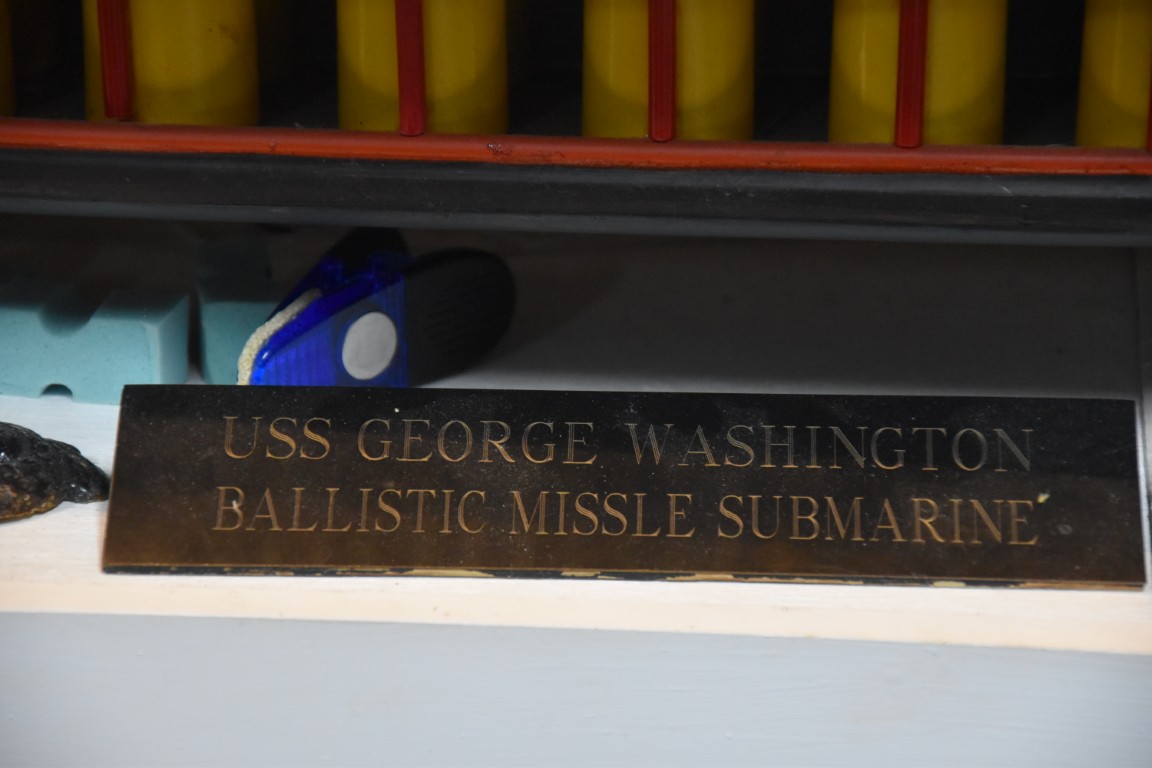 USS GEORGE WASHINGTON
BALLISTIC MISSLE SUBMARINE